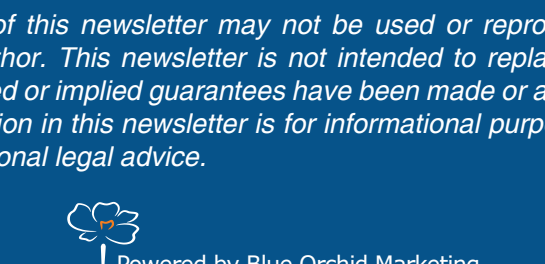 of this newsletter may not be used or repro
thor. This newsletter is not intended to repla
ed or implied guarantees have been made or a
tion in this newsletter is for informational purp
onal legal advice.
Powered by Blue Orchid Marketing